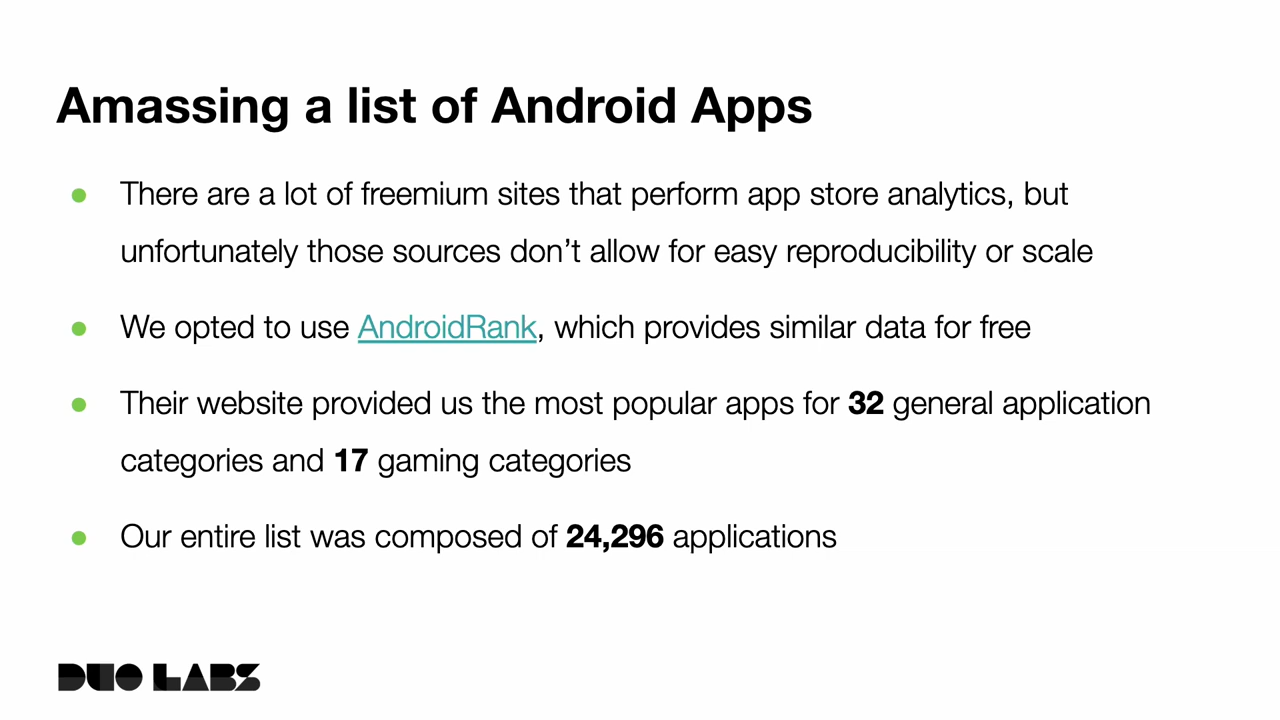 Amassing a list of Android Apps
● There are a lot of freemium sites that perform app store analytics, but
unfortunately those sources don’t allow for easy reproducibility or scale
● We opted to use AndroidRank, which provides similar data for free
● Their website provided us the most popular apps for 32 general application
categories and 17 gaming categories
● Our entire list was composed of 24,296 applications
DUO LABS